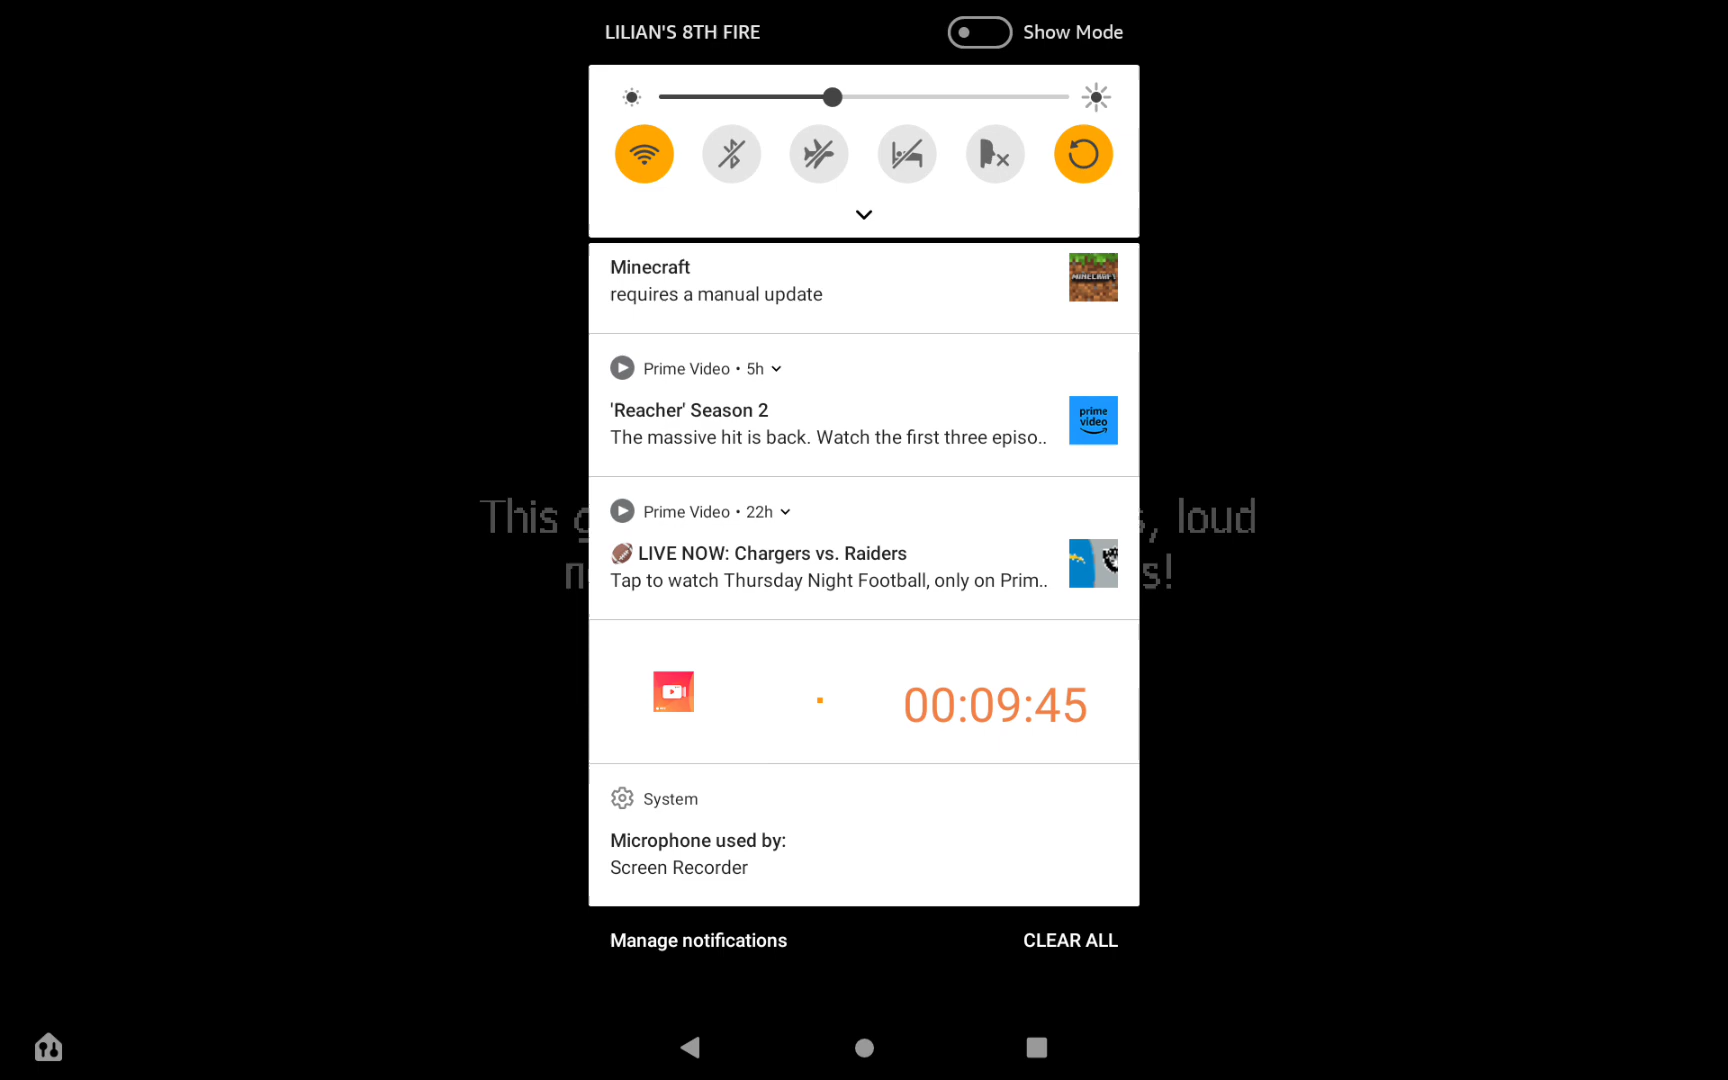 LILIAN'S 8TH FIRE
Show Mode
Minecraft
requires a manual update
MINECRAFT
Prime Video • 5h
'Reacher' Season 2
The massive hit is back. Watch the first three episo..
prime
video
Prime Video • 22h
🏈 LIVE NOW: Chargers vs. Raiders
Tap to watch Thursday Night Football, only on Prim..
This
, loud
s!
00:09:45
System
Microphone used by:
Screen Recorder
Manage notifications
CLEAR ALL